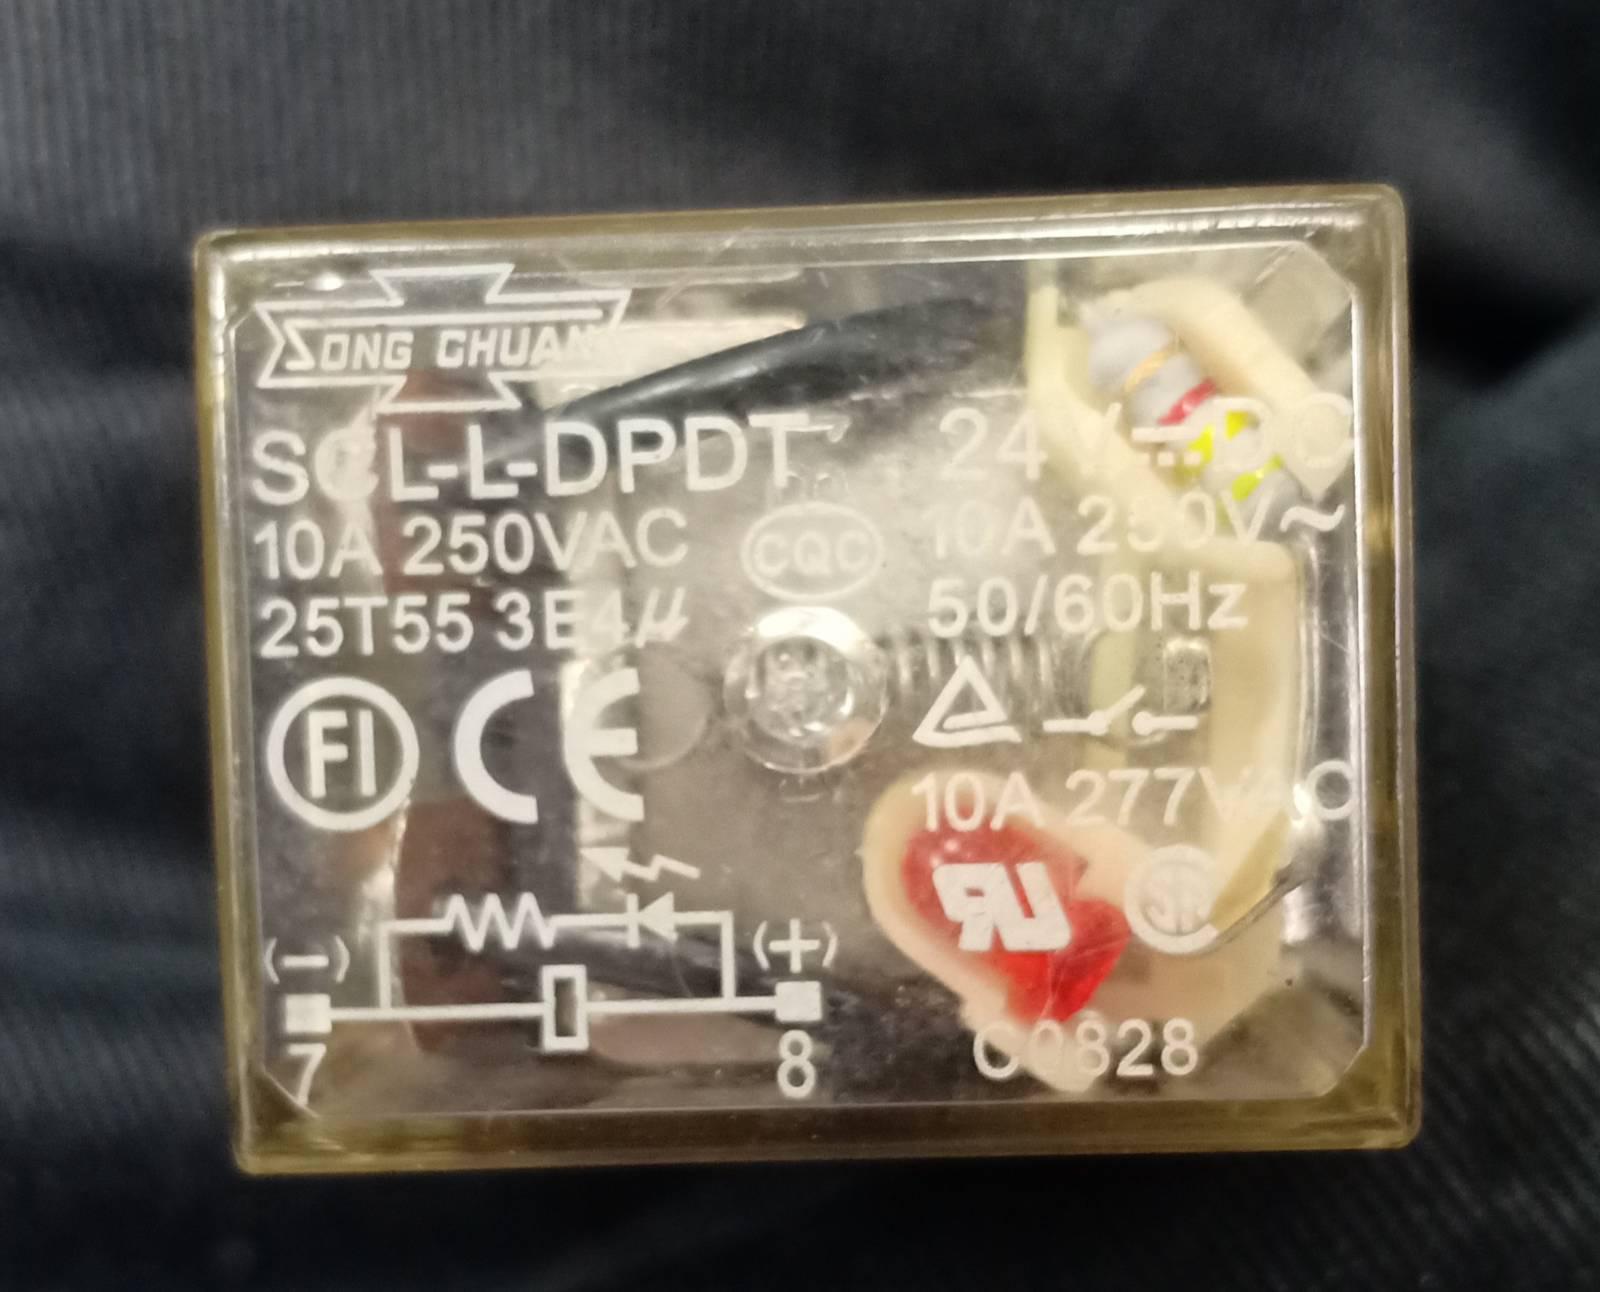 SONG CHUAN
SCL-L-DPDT
24V⎓DC
10A 250VAC
CQC
10A 250V~
25T55 3E4µ
50/60Hz
FI CE
10A 277VAC
(-)
(+)
7
8
C0828